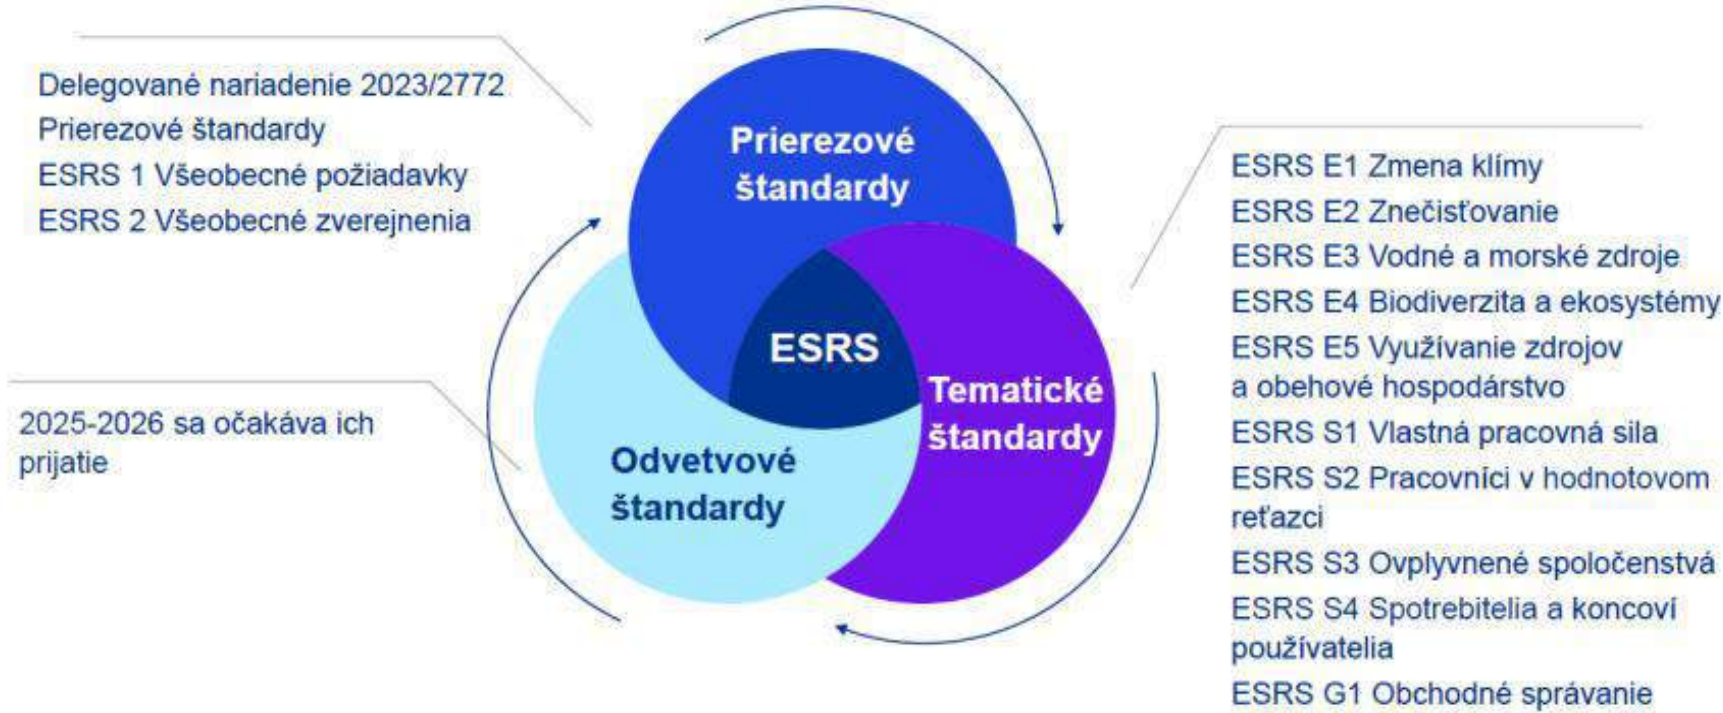 Delegované nariadenie 2023/2772
Prierezové štandardy
ESRS 1 Všeobecné požiadavky
ESRS 2 Všeobecné zverejnenia
2025-2026 sa očakáva ich
prijatie
Prierezové
štandardy
ESRS
Tematické
štandardy
Odvetvové
štandardy
ESRS E1 Zmena klímy
ESRS E2 Znečisťovanie
ESRS E3 Vodné a morské zdroje
ESRS E4 Biodiverzita a ekosystémy
ESRS E5 Využívanie zdrojov
a obehové hospodárstvo
ESRS S1 Vlastná pracovná sila
ESRS S2 Pracovníci v hodnotovom
reťazci
ESRS S3 Ovplyvnené spoločenstvá
ESRS S4 Spotrebitelia a koncoví
používatelia
ESRS G1 Obchodné správanie